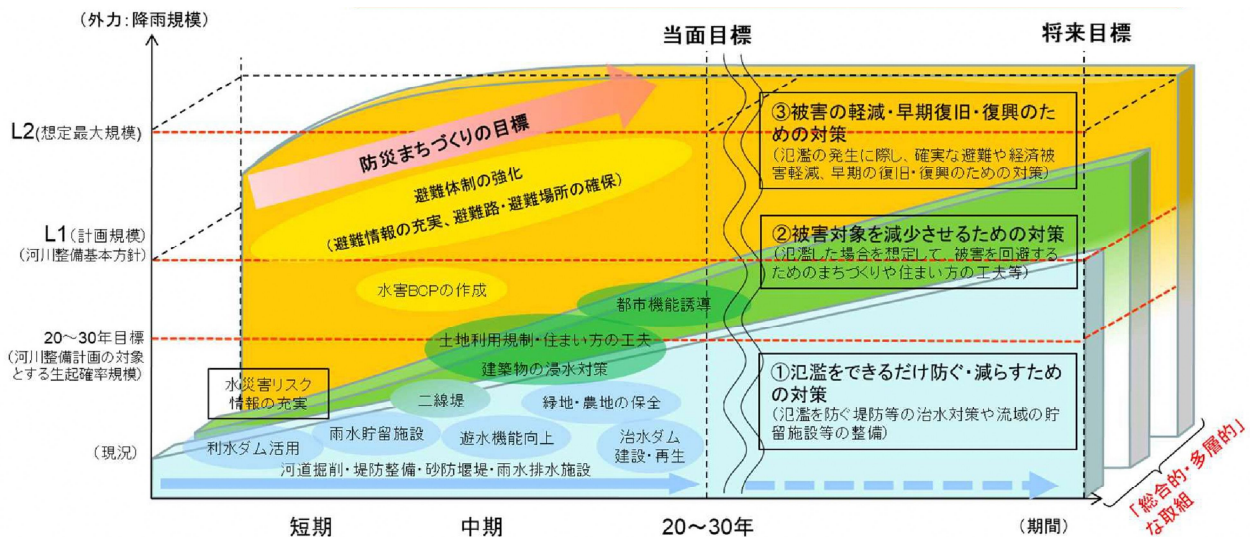 (外力:降雨規模)
当面目標
将来目標
L2(想定最大規模)
防災まちづくりの目標
③被害の軽減・早期復旧・復興のた
めの対策
(氾濫の発生に際し、確実な避難や経済被
害軽減、早期の復旧・復興のための対策)
避難体制の強化
(避難情報の充実、避難路・避難場所の確保)
L1(計画規模)
(河川整備基本方針)
②被害対象を減少させるための対策
(氾濫した場合を想定して、被害を回避する
ためのまちづくりや住まい方の工夫等)
水害BCPの作成
都市機能誘導
20~30年目標
(河川整備計画の対象
とする生起確率規模)
土地利用規制・住まい方の工夫
建築物の浸水対策
①氾濫をできるだけ防ぐ・減らすため
の対策
(氾濫を防ぐ堤防等の治水対策や流域の貯
留施設等の整備)
水災害リスク
情報の充実
二線堤
緑地・農地の保全
(現況)
利水ダム活用
雨水貯留施設
遊水機能向上
治水ダム
建設・再生
河道掘削・堤防整備・砂防堰堤・雨水排水施設
「総合的・多層的」
な取組
短期
中期
20~30年
(期間)